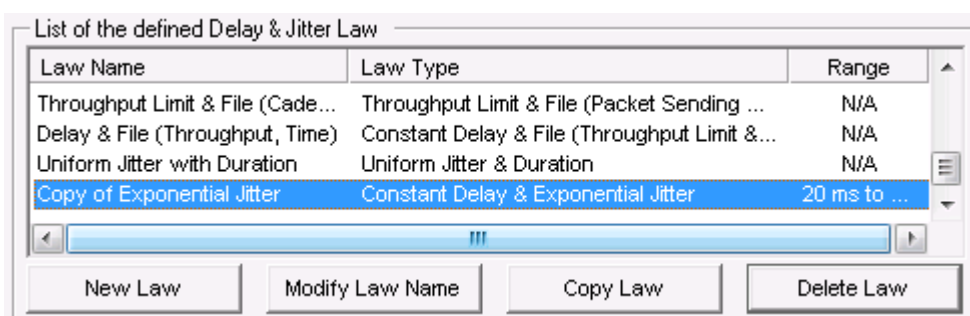 List of the defined Delay & Jitter Law
Law Name Law Type Range
Throughput Limit & File (Cade... Throughput Limit & File (Packet Sending ... N/A
Delay & File (Throughput, Time) Constant Delay & File (Throughput Limit &... N/A
Uniform Jitter with Duration Uniform Jitter & Duration N/A
Copy of Exponential Jitter Constant Delay & Exponential Jitter 20 ms to ...
New Law Modify Law Name Copy Law Delete Law